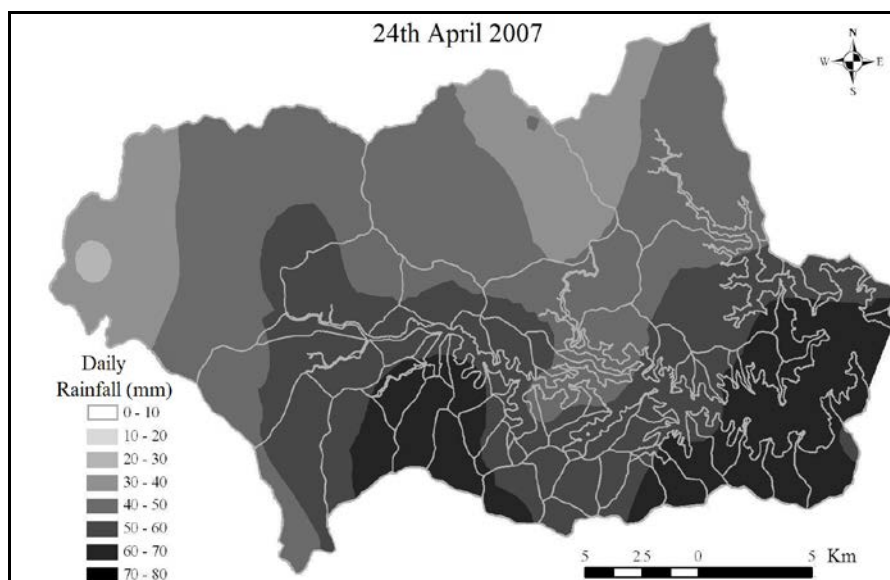 24th April 2007
N
W E
S
Daily
Rainfall (mm)
0 - 10
10 - 20
20 - 30
30 - 40
40 - 50
50 - 60
60 - 70
70 - 80
5 2.5 0 5 Km